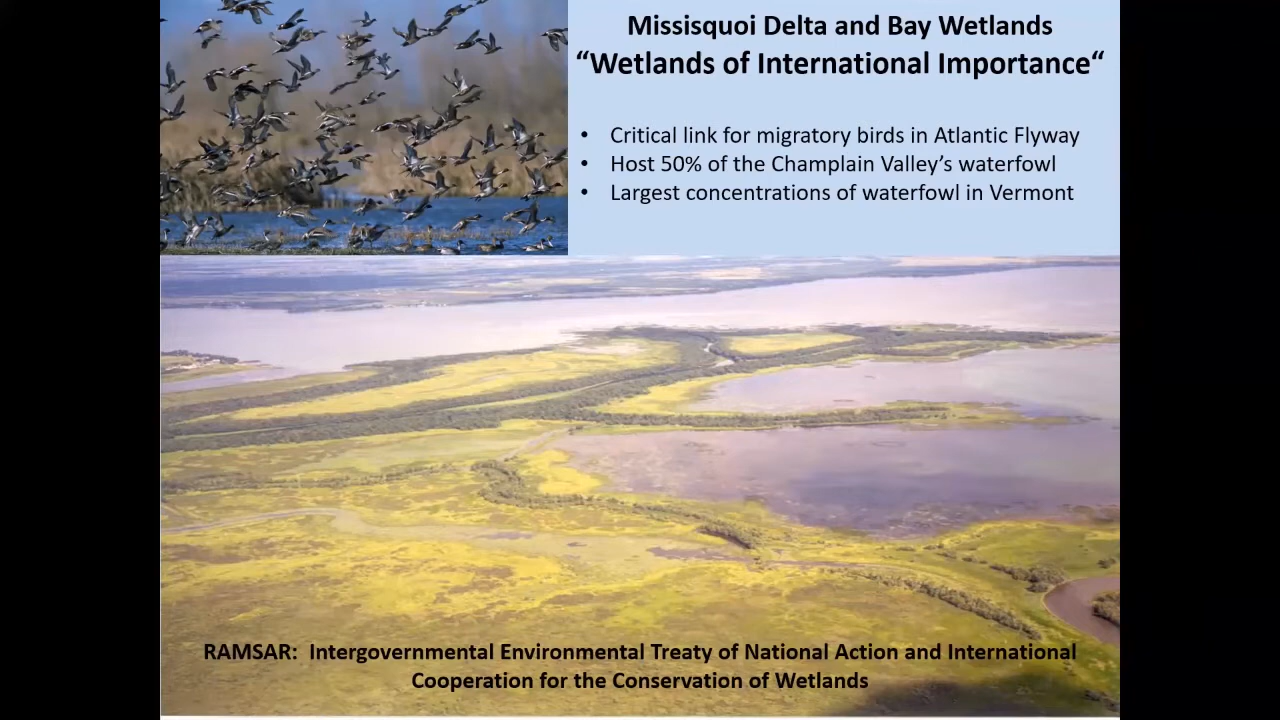 Missisquoi Delta and Bay Wetlands
“Wetlands of International Importance“
• Critical link for migratory birds in Atlantic Flyway
• Host 50% of the Champlain Valley’s waterfowl
• Largest concentrations of waterfowl in Vermont
RAMSAR: Intergovernmental Environmental Treaty of National Action and International
Cooperation for the Conservation of Wetlands